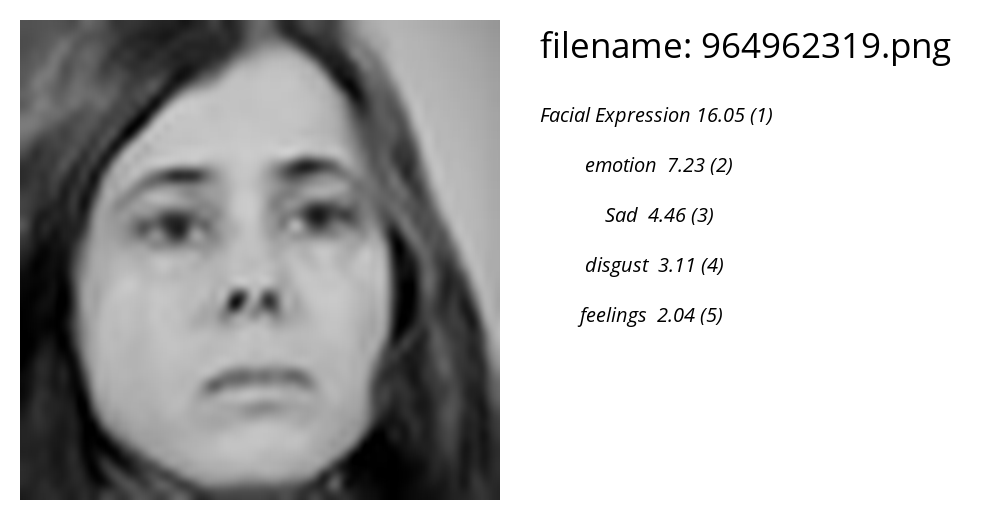 filename: 964962319.png
Facial Expression 16.05 (1)
emotion 7.23 (2)
Sad 4.46 (3)
disgust 3.11 (4)
feelings 2.04 (5)